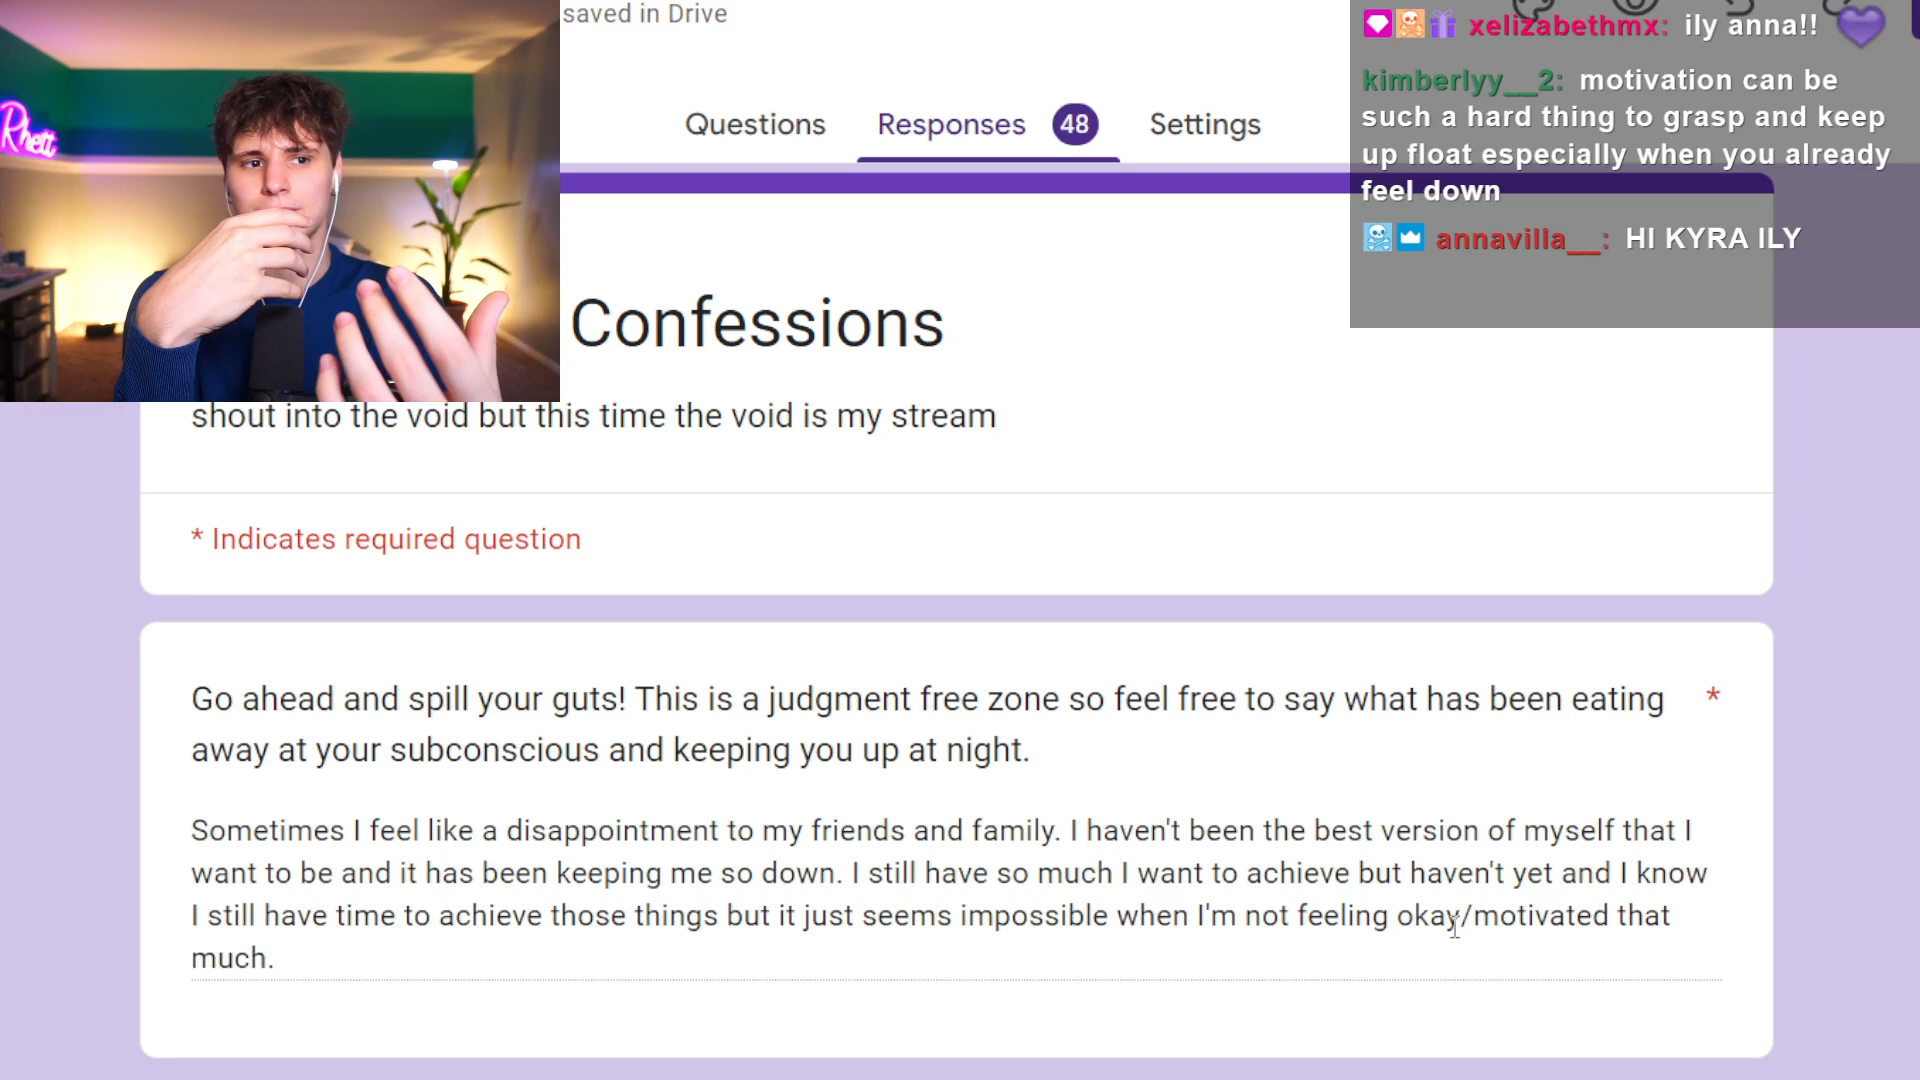 saved in Drive
Rhett
Questions Responses 48 Settings
xelizabethmx: ily anna!!
kimberlyy__2: motivation can be
such a hard thing to grasp and keep
up float especially when you already
feel down
annavilla__: HI KYRA ILY
Confessions
shout into the void but this time the void is my stream
* Indicates required question
Go ahead and spill your guts! This is a judgment free zone so feel free to say what has been eating *
away at your subconscious and keeping you up at night.
Sometimes I feel like a disappointment to my friends and family. I haven't been the best version of myself that I
want to be and it has been keeping me so down. I still have so much I want to achieve but haven't yet and I know
I still have time to achieve those things but it just seems impossible when I'm not feeling okay/motivated that
much.